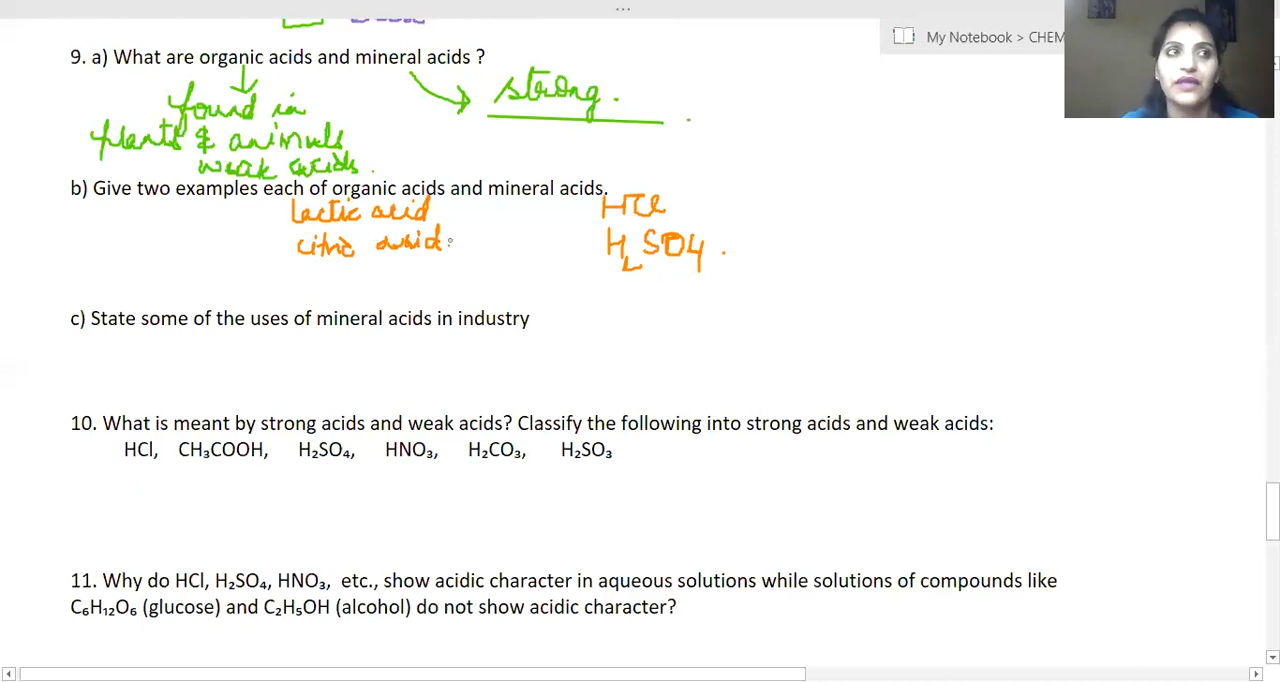 My Notebook > CHEM
9. a) What are organic acids and mineral acids ?
strong.
found in
plants & animals
weak acids.
b) Give two examples each of organic acids and mineral acids.
lactic acid HCl
citric acid. H₂SO4.
c) State some of the uses of mineral acids in industry
10. What is meant by strong acids and weak acids? Classify the following into strong acids and weak acids:
HCl, CH₃COOH, H₂SO₄, HNO₃, H₂CO₃, H₂SO₃
11. Why do HCl, H₂SO₄, HNO₃, etc., show acidic character in aqueous solutions while solutions of compounds like
C₆H₁₂O₆ (glucose) and C₂H₅OH (alcohol) do not show acidic character?